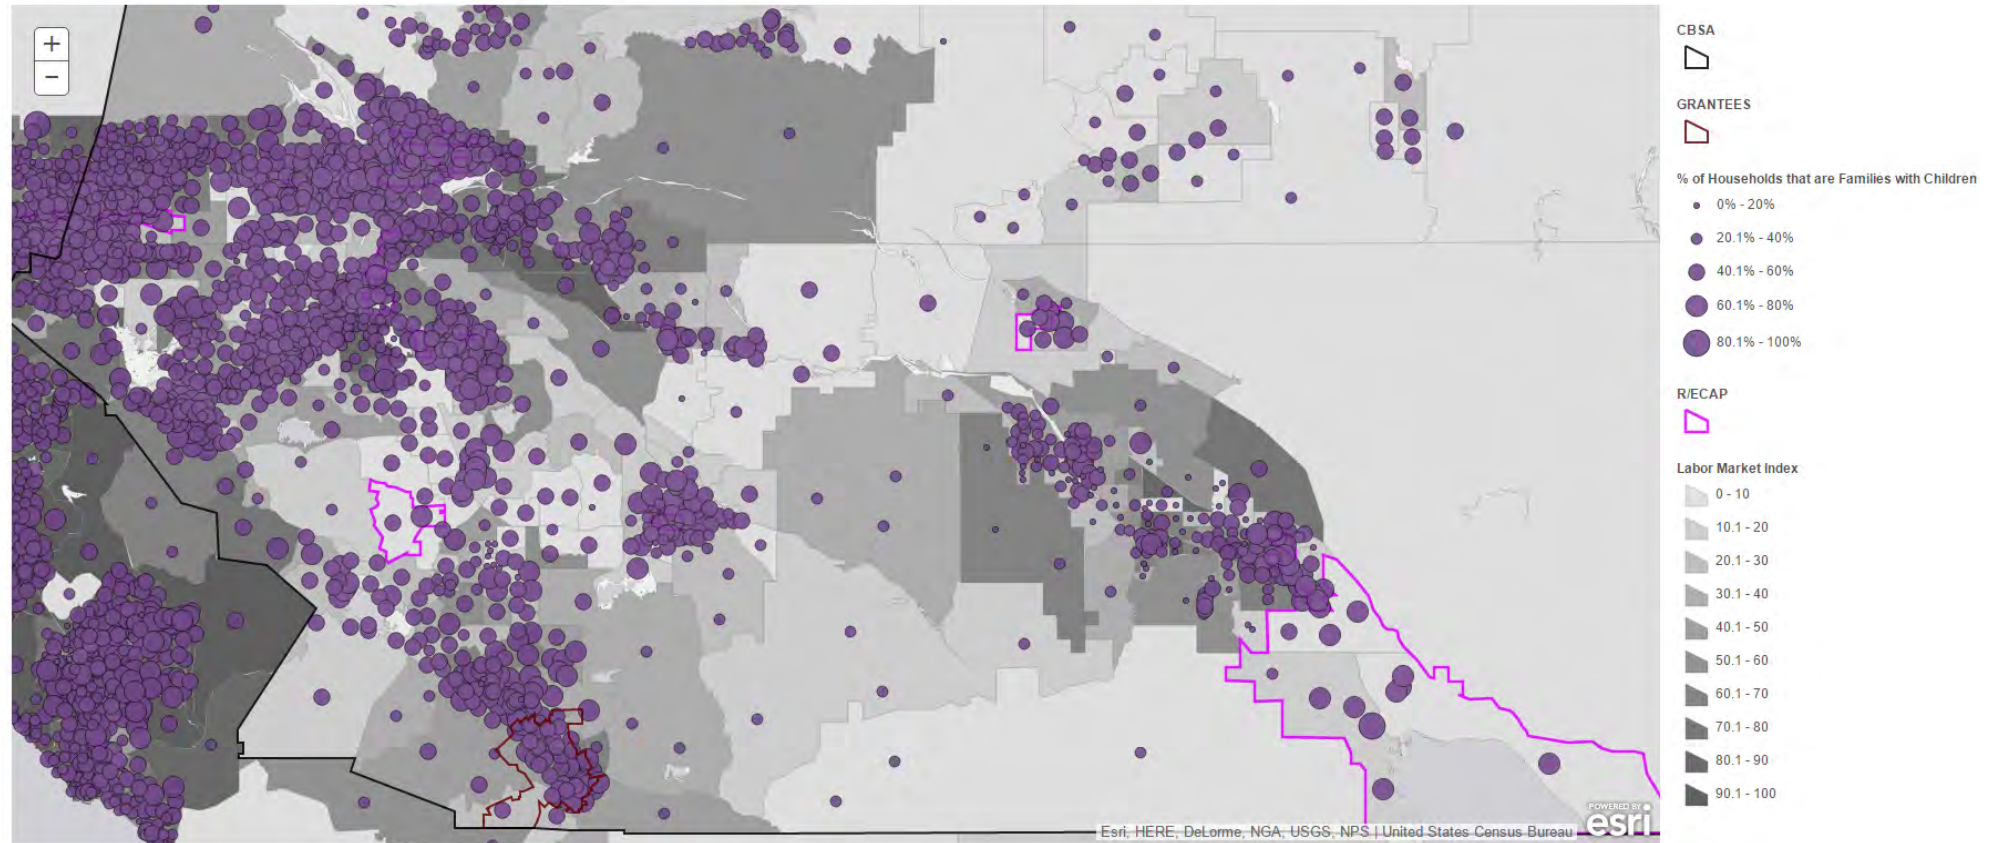 +
−
CBSA
GRANTEES
% of Households that are Families with Children
0% - 20%
20.1% - 40%
40.1% - 60%
60.1% - 80%
80.1% - 100%
R/ECAP
Labor Market Index
0 - 10
10.1 - 20
20.1 - 30
30.1 - 40
40.1 - 50
50.1 - 60
60.1 - 70
70.1 - 80
80.1 - 90
90.1 - 100
POWERED BY
esri
Esri, HERE, DeLorme, NGA, USGS, NPS | United States Census Bureau